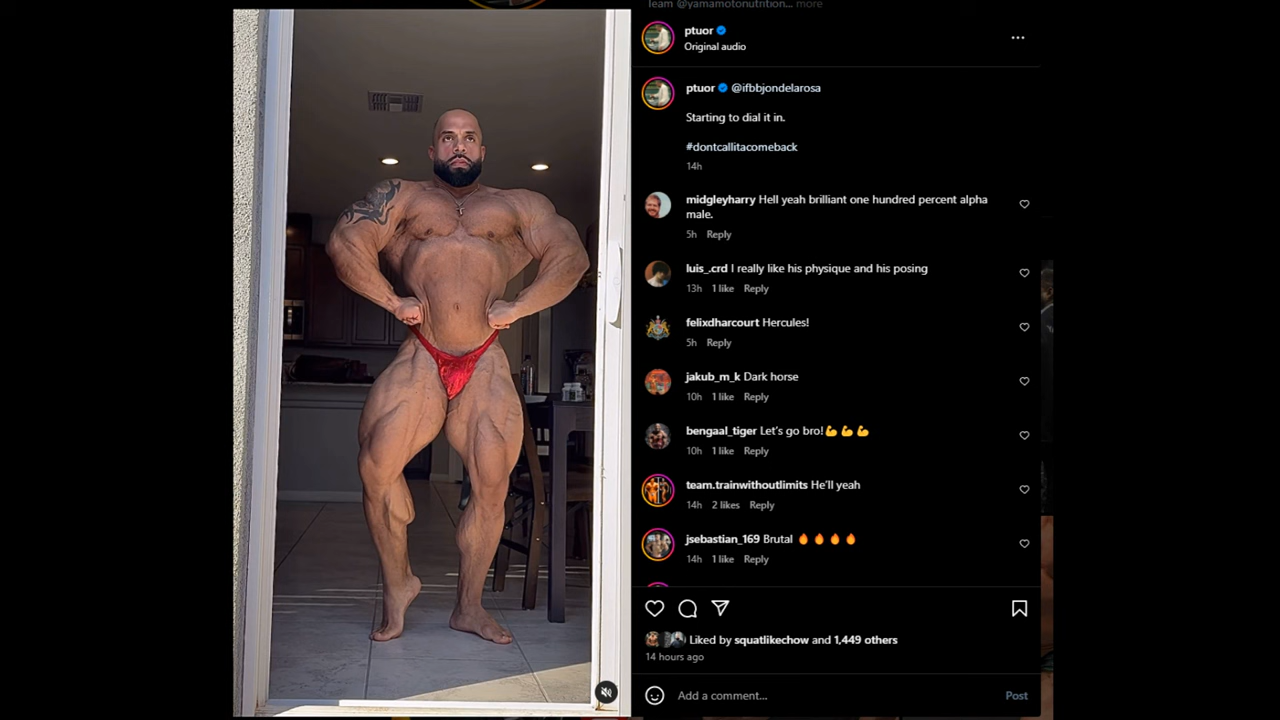 Team @yamamotonutrition... more
ptuor
Original audio
ptuor @ifbbjondelarosa
Starting to dial it in.
#dontcallitacomeback
14h
midgleyharry Hell yeah brilliant one hundred percent alpha
male.
5h Reply
luis_.crd I really like his physique and his posing
13h 1 like Reply
felixdharcourt Hercules!
5h Reply
jakub_m_k Dark horse
10h 1 like Reply
bengaal_tiger Let's go bro!💪💪💪
10h 1 like Reply
team.trainwithoutlimits He'll yeah
14h 2 likes Reply
jsebastian_169 Brutal 🔥🔥🔥🔥
14h 1 like Reply
Liked by squatlikechow and 1,449 others
14 hours ago
Add a comment... Post